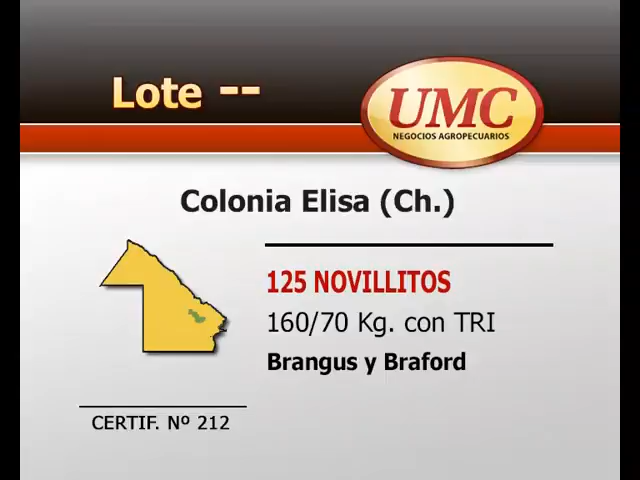 Lote --
UMC
NEGOCIOS AGROPECUARIOS
Colonia Elisa (Ch.)
125 NOVILLITOS
160/70 Kg. con TRI
Brangus y Braford
CERTIF. Nº 212